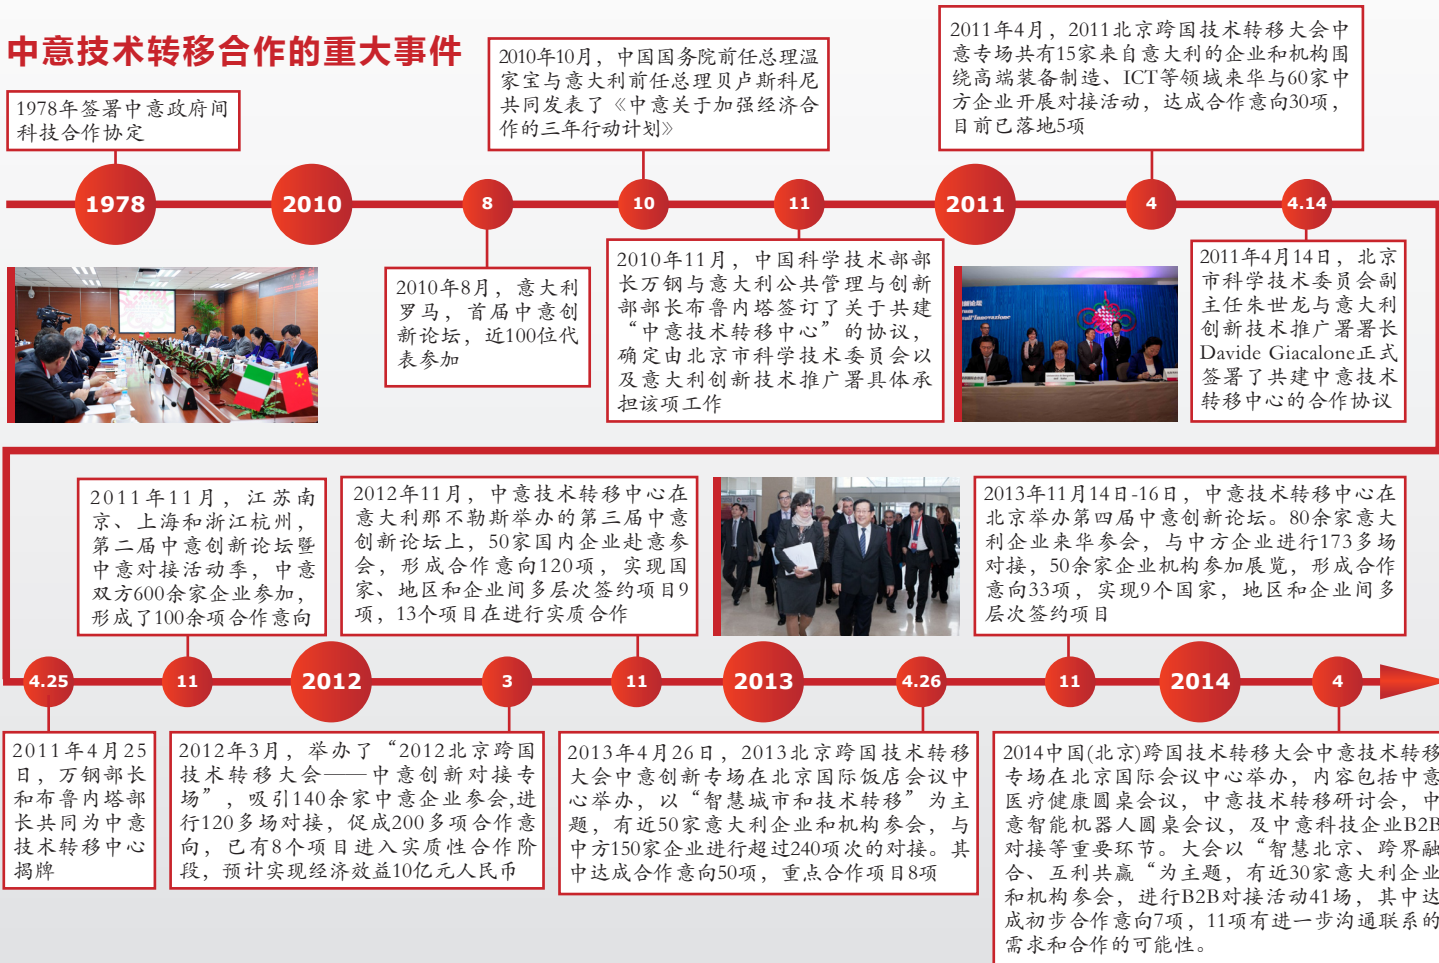 中意技术转移合作的重大事件
1978年签署中意政府间
科技合作协定
2010年10月，中国国务院前任总理温
家宝与意大利前任总理贝卢斯科尼
共同发表了《中意关于加强经济合
作的三年行动计划》
2011年4月，2011北京跨国技术转移大会中
意专场共有15家来自意大利的企业和机构围
绕高端装备制造、ICT等领域来华与60家中
方企业开展对接活动，达成合作意向30项，
目前已落地5项
1978
2010
8
10
11
2011
4
4.14
2010年8月，意大利
罗马，首届中意创
新论坛，近100位代
表参加
2010年11月，中国科学技术部部
长万钢与意大利公共管理与创新
部部长布鲁内塔签订了关于共建
“中意技术转移中心”的协议，
确定由北京市科学技术委员会以
及意大利创新技术推广署具体承
担该项工作
2011年4月14日，北京
市科学技术委员会副
主任朱世龙与意大利
创新技术推广署署长
Davide Giacalone正式
签署了共建中意技术
转移中心的合作协议
2011年11月，江苏南
京、上海和浙江杭州，
第二届中意创新论坛暨
中意对接活动季，中意
双方600余家企业参加，
形成了100余项合作意向
2012年11月，中意技术转移中心在
意大利那不勒斯举办的第三届中意
创新论坛上，50家国内企业赴意参
会，形成合作意向120项，实现国
家、地区和企业间多层次签约项目9
项，13个项目在进行实质合作
2013年11月14日-16日，中意技术转移中心在
北京举办第四届中意创新论坛。80余家意大
利企业来华参会，与中方企业进行173多场
对接，50余家企业机构参加展览，形成合作
意向33项，实现9个国家，地区和企业间多
层次签约项目
4.25
11
2012
3
11
2013
4.26
11
2014
4
2011年4月25
日，万钢部长
和布鲁内塔部
长共同为中意
技术转移中心
揭牌
2012年3月，举办了“2012北京跨国
技术转移大会——中意创新对接专
场”，吸引140余家中意企业参会,进
行120多场对接，促成200多项合作意
向，已有8个项目进入实质性合作阶
段，预计实现经济效益10亿元人民币
2013年4月26日，2013北京跨国技术转移
大会中意创新专场在北京国际饭店会议中
心举办，以“智慧城市和技术转移”为主
题，有近50家意大利企业和机构参会，与
中方150家企业进行超过240项次的对接。其
中达成合作意向50项，重点合作项目8项
2014中国(北京)跨国技术转移大会中意技术转移
专场在北京国际会议中心举办，内容包括中意
医疗健康圆桌会议，中意技术转移研讨会，中
意智能机器人圆桌会议，及中意科技企业B2B
对接等重要环节。大会以“智慧北京、跨界融
合、互利共赢“为主题，有近30家意大利企业
和机构参会，进行B2B对接活动41场，其中达
成初步合作意向7项，11项有进一步沟通联系的
需求和合作的可能性。